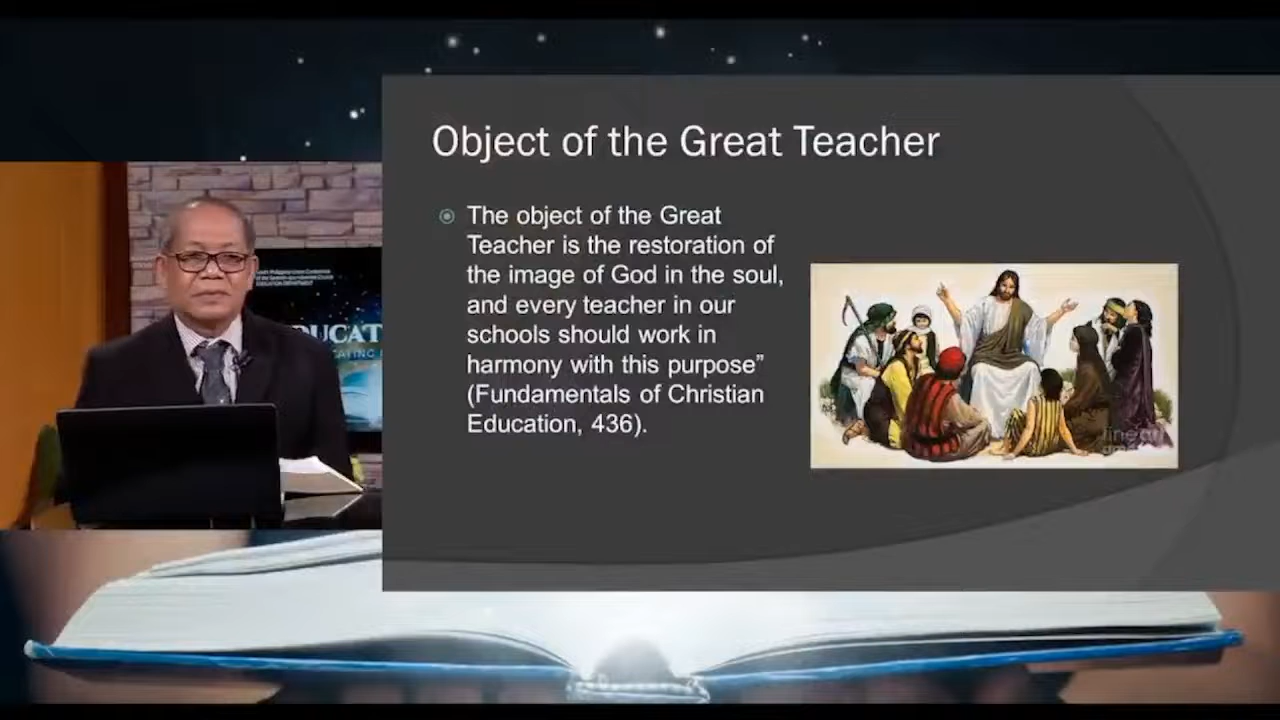 Object of the Great Teacher
The object of the Great
Teacher is the restoration of
the image of God in the soul,
and every teacher in our
schools should work in
harmony with this purpose”
(Fundamentals of Christian
Education, 436).